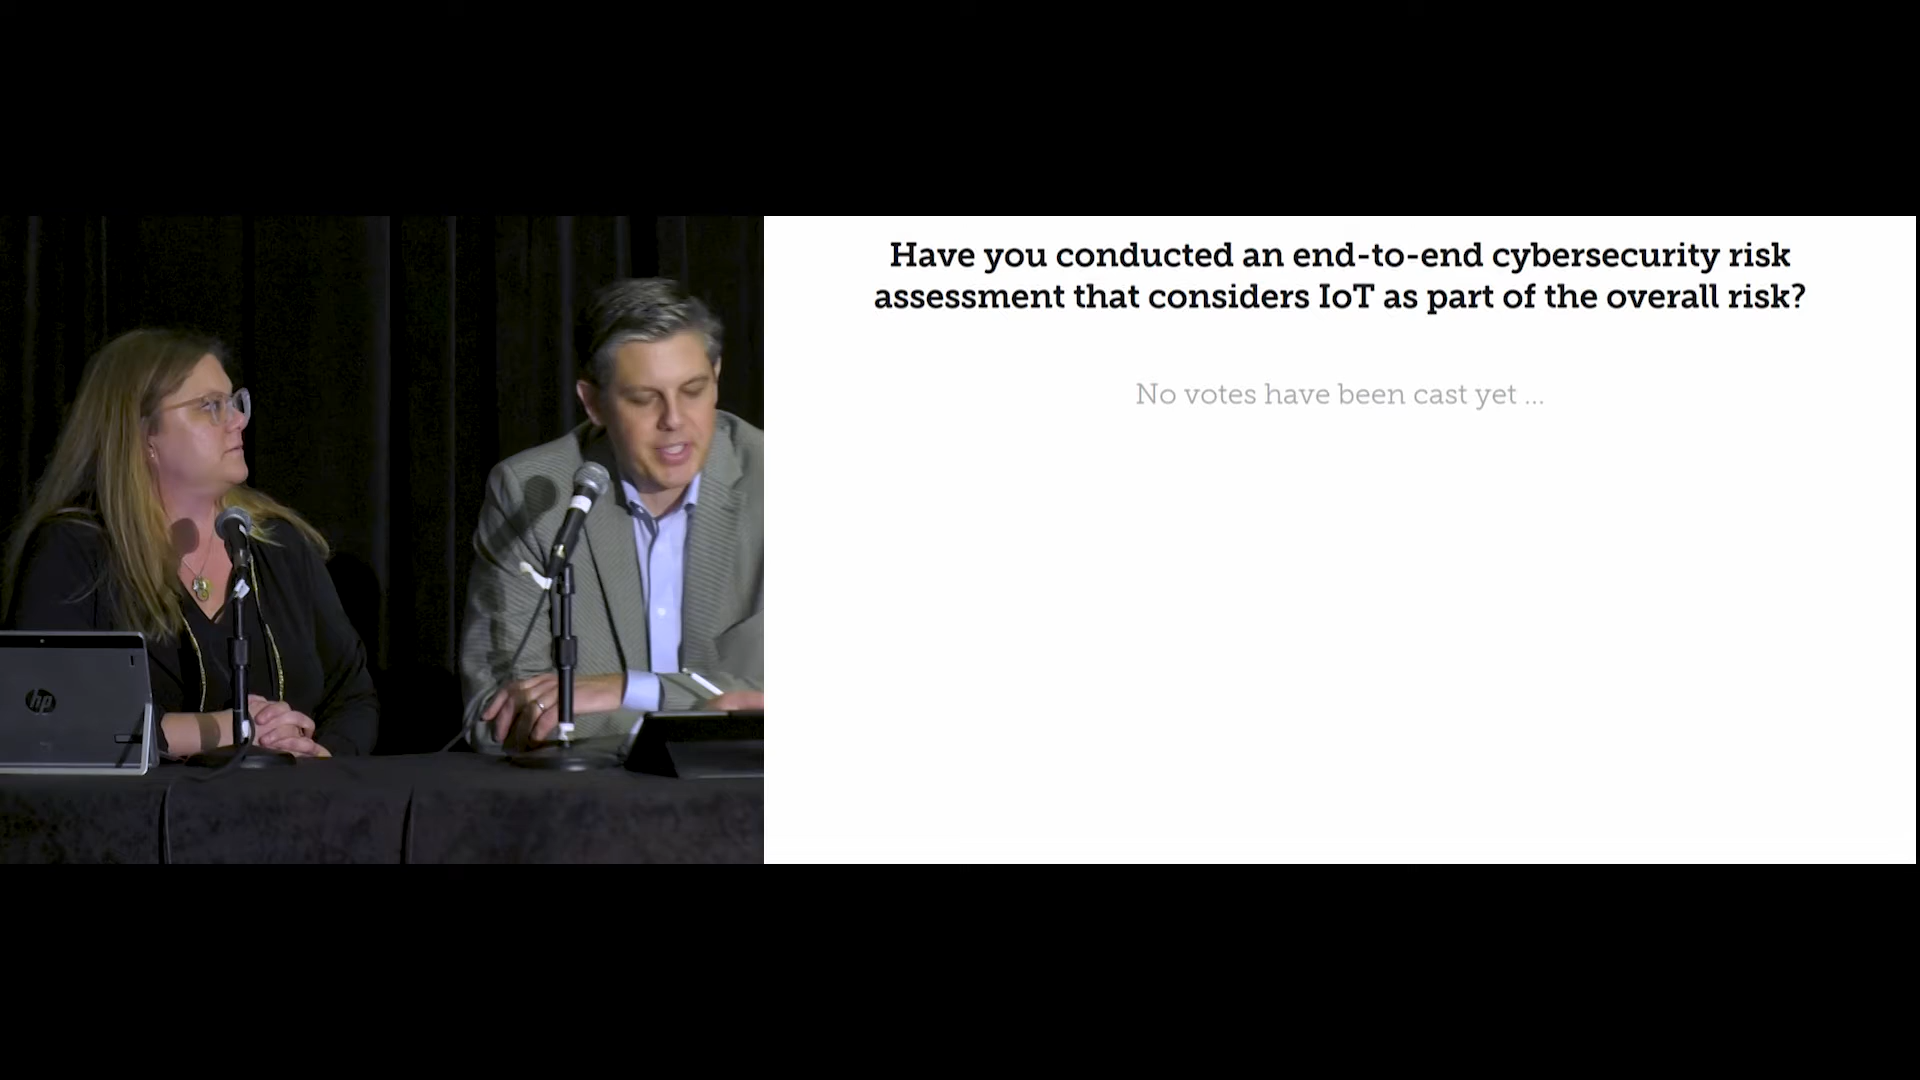 Have you conducted an end-to-end cybersecurity risk
assessment that considers IoT as part of the overall risk?
No votes have been cast yet ...
hp